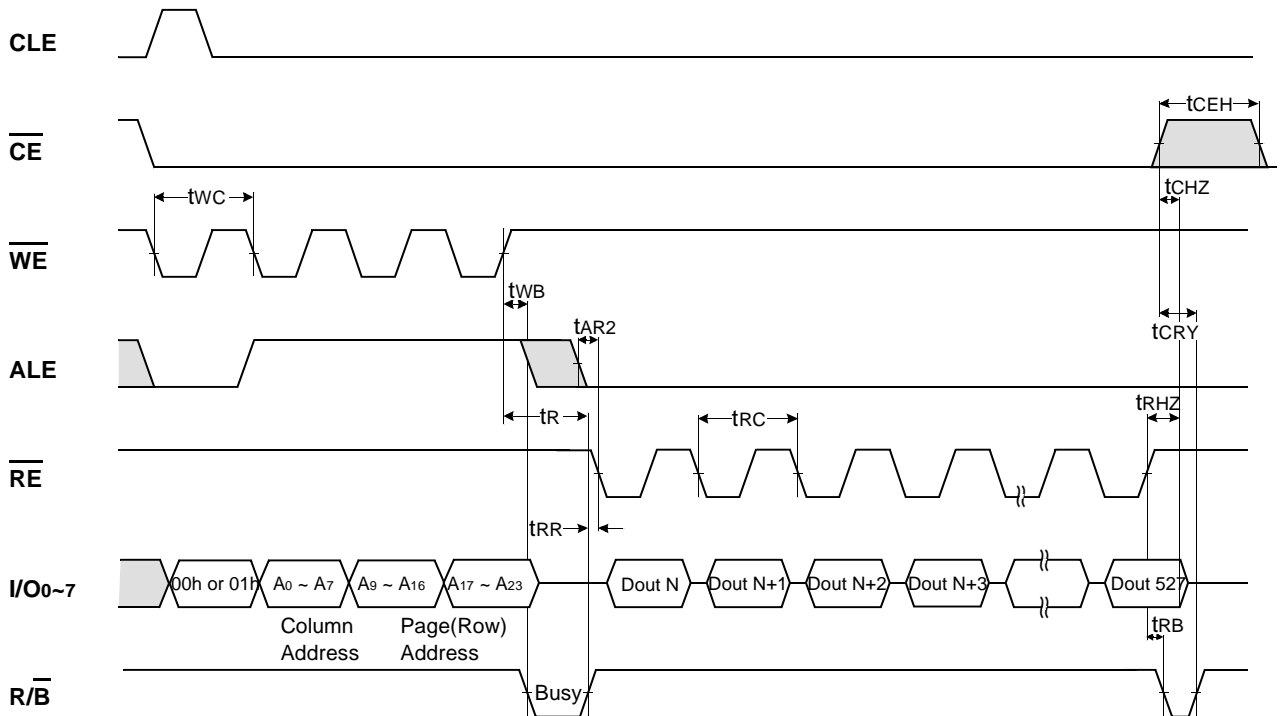 CLE
tCEH
CE
tCHZ
tWC
WE
tWB
tAR2
tCRY
ALE
tR
tRC
tRHZ
RE
tRR
I/O0~7
00h or 01h A0 ~ A7 A9 ~ A16 A17 ~ A23 Dout N Dout N+1 Dout N+2 Dout N+3 Dout 527
Column Address
Page(Row) Address
tRB
R/B
Busy